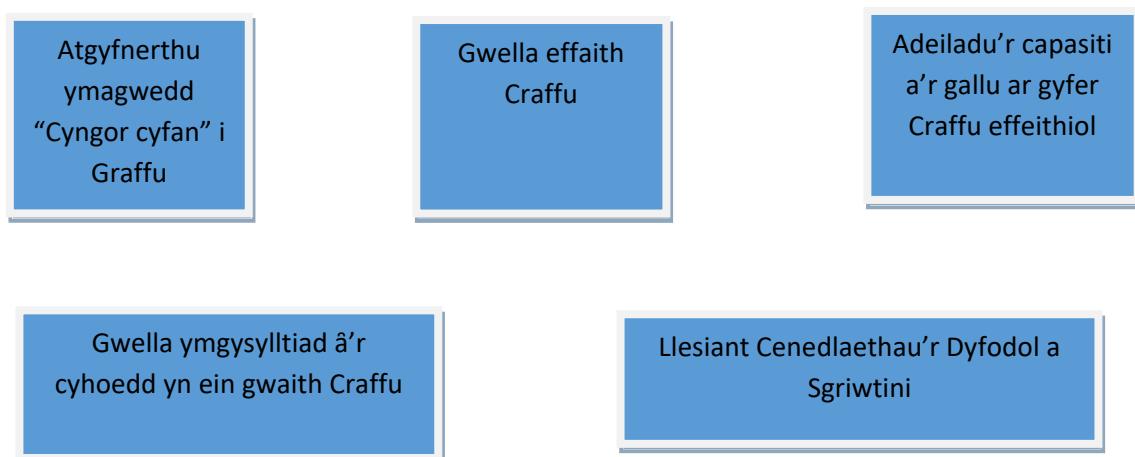 Atgyfnerthu
ymagwedd
“Cyngor cyfan” i
Graffu
Gwella effaith
Craffu
Adeiladu’r capasiti
a’r gallu ar gyfer
Craffu effeithiol
Gwella ymgysylltiad â’r
cyhoedd yn ein gwaith Craffu
Llesiant Cenedlaethau’r Dyfodol a
Sgriwtini